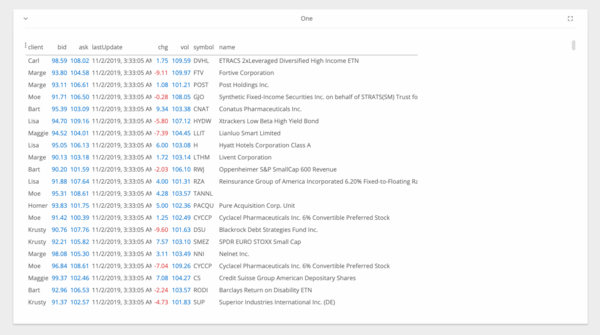 One
client bid ask lastUpdate chg vol symbol name
Carl 98.59 108.02 11/2/2019, 3:33:05 AM 1.75 109.59 DVHL ETRACS 2xLeveraged Diversified High Income ETN
Marge 93.80 104.58 11/2/2019, 3:33:05 AM -9.11 109.97 FTV Fortive Corporation
Marge 93.11 106.61 11/2/2019, 3:33:05 AM 1.08 101.21 POST Post Holdings Inc.
Moe 91.71 106.50 11/2/2019, 3:33:05 AM -0.28 108.05 GJO Synthetic Fixed-Income Securities Inc. on behalf of STRATS(SM) Trust fo
Bart 95.39 103.09 11/2/2019, 3:33:05 AM 9.34 103.38 CNAT Conatus Pharmaceuticals Inc.
Lisa 94.70 109.16 11/2/2019, 3:33:05 AM -5.80 107.12 HYDW Xtrackers Low Beta High Yield Bond
Maggie 94.52 104.01 11/2/2019, 3:33:05 AM -7.39 104.45 LLIT Lianluo Smart Limited
Lisa 95.05 106.13 11/2/2019, 3:33:05 AM 6.00 103.08 H Hyatt Hotels Corporation Class A
Marge 90.13 103.18 11/2/2019, 3:33:05 AM 1.72 103.14 LTHM Livent Corporation
Bart 90.20 101.59 11/2/2019, 3:33:05 AM -2.03 106.10 RWJ Oppenheimer S&P SmallCap 600 Revenue
Lisa 91.88 107.64 11/2/2019, 3:33:05 AM 4.00 101.31 RZA Reinsurance Group of America Incorporated 6.20% Fixed-to-Floating Ra
Moe 95.31 108.61 11/2/2019, 3:33:05 AM 4.28 103.57 TANNL
Homer 93.83 101.75 11/2/2019, 3:33:05 AM 5.00 102.36 PACQU Pure Acquisition Corp. Unit
Moe 91.42 100.39 11/2/2019, 3:33:05 AM 1.25 102.49 CYCCP Cyclacel Pharmaceuticals Inc. 6% Convertible Preferred Stock
Krusty 90.76 107.76 11/2/2019, 3:33:05 AM -9.60 101.63 DSU Blackrock Debt Strategies Fund Inc.
Krusty 92.21 105.82 11/2/2019, 3:33:05 AM 7.57 103.10 SMEZ SPDR EURO STOXX Small Cap
Marge 98.08 105.30 11/2/2019, 3:33:05 AM 3.11 103.49 NNI Nelnet Inc.
Moe 96.84 108.61 11/2/2019, 3:33:05 AM -7.04 109.26 CYCCP Cyclacel Pharmaceuticals Inc. 6% Convertible Preferred Stock
Maggie 99.37 102.46 11/2/2019, 3:33:05 AM 7.08 104.27 CS Credit Suisse Group American Depositary Shares
Bart 92.96 106.53 11/2/2019, 3:33:05 AM -2.24 103.57 RODI Barclays Return on Disability ETN
Krusty 91.37 102.57 11/2/2019, 3:33:05 AM -4.73 101.83 SUP Superior Industries International Inc. (DE)